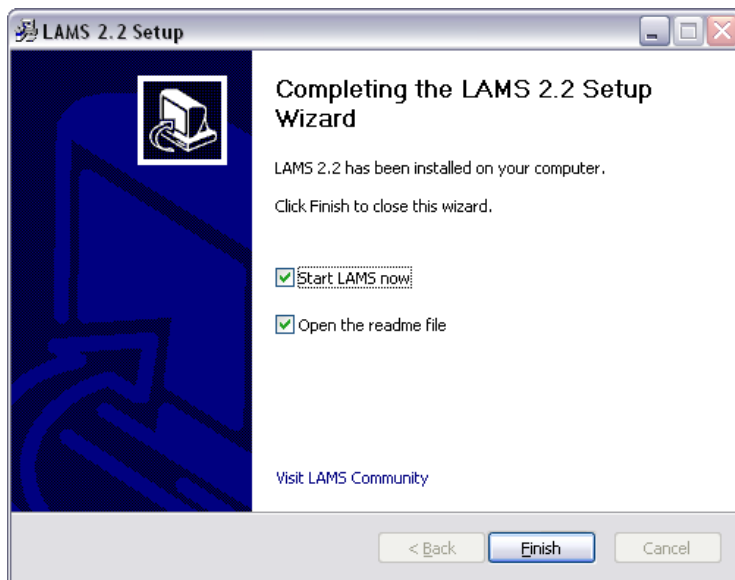 LAMS 2.2 Setup
Completing the LAMS 2.2 Setup
Wizard
LAMS 2.2 has been installed on your computer.
Click Finish to close this wizard.
Start LAMS now
Open the readme file
Visit LAMS Community
< Back
Finish
Cancel